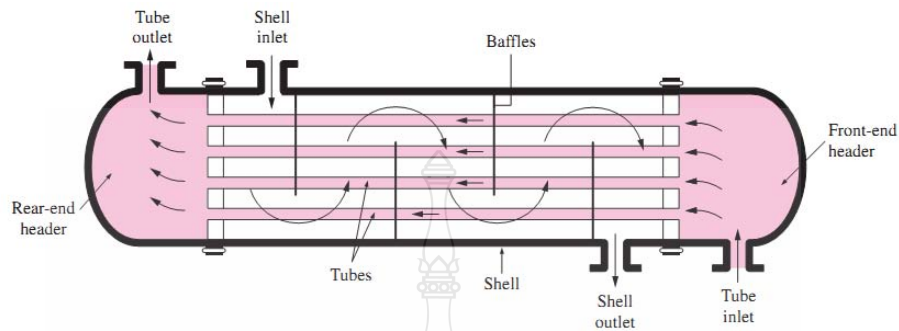 Tube
outlet
Shell
inlet
Baffles
Front-end
header
Rear-end
header
Tubes
Shell
Shell
outlet
Tube
inlet